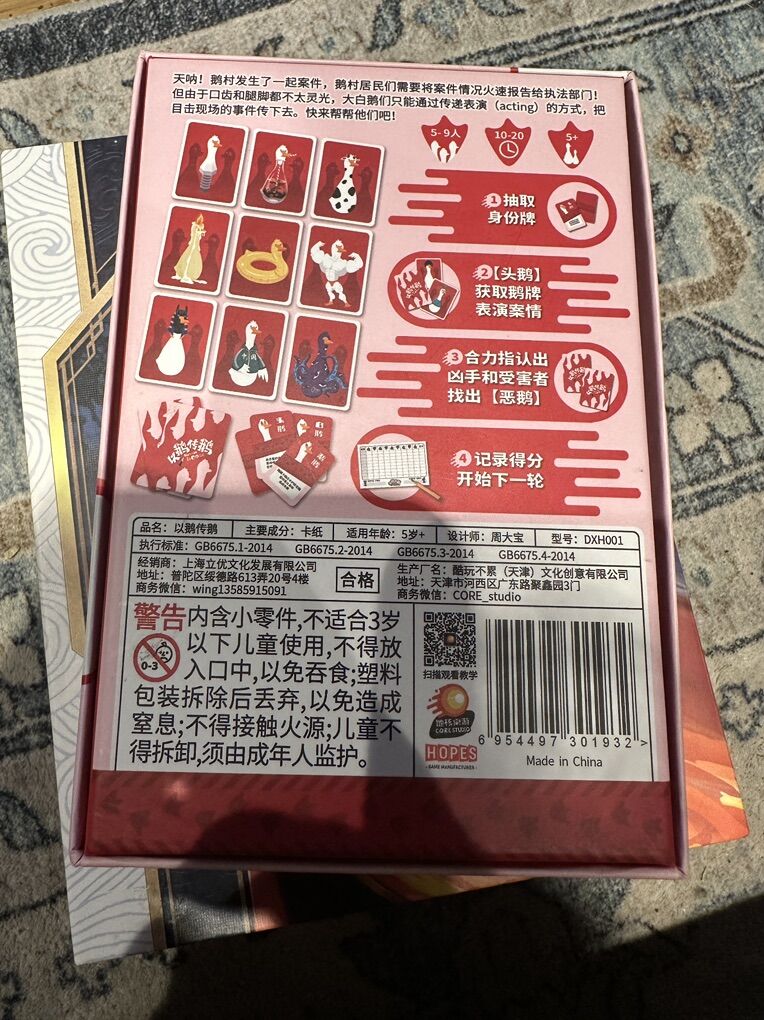 天呐！鹅村发生了一起案件，鹅村居民们需要将案件情况火速报告给执法部门！
但由于口齿和腿脚都不太灵光，大白鹅们只能通过传递表演（acting）的方式，把
目击现场的事件传下去。快来帮帮他们吧！
5-9人
10-20
5+
1 抽取
身份牌
2【头鹅】
获取鹅牌
表演案情
3 合力指认出
凶手和受害者
找出【恶鹅】
以鹅传鹅
4 记录得分
开始下一轮
品名：以鹅传鹅
主要成分：卡纸
适用年龄：5岁+
设计师：周大宝
型号：DXH001
执行标准：GB6675.1-2014 GB6675.2-2014 GB6675.3-2014 GB6675.4-2014
经销商：上海立优文化发展有限公司
地址：普陀区绥德路613弄20号4楼
商务微信：wing13585915091
合格
生产厂名：酷玩不累（天津）文化创意有限公司
地址：天津市河西区广东路聚鑫园3门
商务微信：CORE_studio
警告内含小零件,不适合3岁
以下儿童使用,不得放
入口中,以免吞食;塑料
包装拆除后丢弃,以免造成
窒息;不得接触火源;儿童不
得拆卸,须由成年人监护。
0-3
扫描观看教学
地核桌游
CORE STUDIO
HOPES
GAME MANUFACTURER
6 954497 301932 >
Made in China